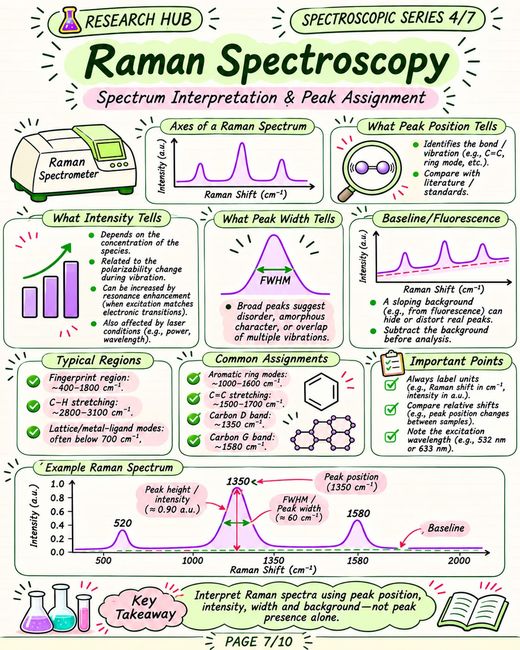 RESEARCH HUB
SPECTROSCOPIC SERIES 4/7
Raman Spectroscopy
Spectrum Interpretation & Peak Assignment
Raman
Spectrometer
Axes of a Raman Spectrum
Intensity (a.u.)
Raman Shift (cm⁻¹)
What Peak Position Tells
Identifies the bond /
vibration (e.g., C=C,
ring mode, etc.).
Compare with
literature /
standards.
What Intensity Tells
Depends on the
concentration of the
species.
Related to the
polarizability change
during vibration.
Can be increased by
resonance enhancement
(when excitation matches
electronic transitions).
Also affected by laser
conditions (e.g., power,
wavelength).
What Peak Width Tells
FWHM
Broad peaks suggest
disorder, amorphous
character, or overlap
of multiple vibrations.
Baseline/Fluorescence
Intensity (a.u.)
Raman Shift (cm⁻¹)
A sloping background
(e.g., from fluorescence) can
hide or distort real peaks.
Subtract the background
before analysis.
Typical Regions
Fingerprint region:
~400–1800 cm⁻¹.
C–H stretching:
~2800–3100 cm⁻¹.
Lattice/metal-ligand modes:
often below 700 cm⁻¹.
Common Assignments
Aromatic ring modes:
~1000–1600 cm⁻¹.
C=C stretching:
~1500–1700 cm⁻¹.
Carbon D band:
~1350 cm⁻¹.
Carbon G band:
~1580 cm⁻¹.
Important Points
Always label units
(e.g., Raman shift in cm⁻¹,
intensity in a.u.).
Compare relative shifts
(e.g., peak position changes
between samples).
Note the excitation
wavelength (e.g., 532 nm
or 633 nm).
Example Raman Spectrum
Intensity (a.u.)
1.0
0.8
0.6
0.4
0.2
0.0
520
Peak height /
intensity
(≈ 0.90 a.u.)
1350
Peak position
(1350 cm⁻¹)
FWHM /
Peak width
(≈ 60 cm⁻¹)
1580
Baseline
500
1000
1350
1580
2000
Raman Shift (cm⁻¹)
Key
Takeaway
Interpret Raman spectra using peak position,
intensity, width and background—not peak
presence alone.
PAGE 7/10